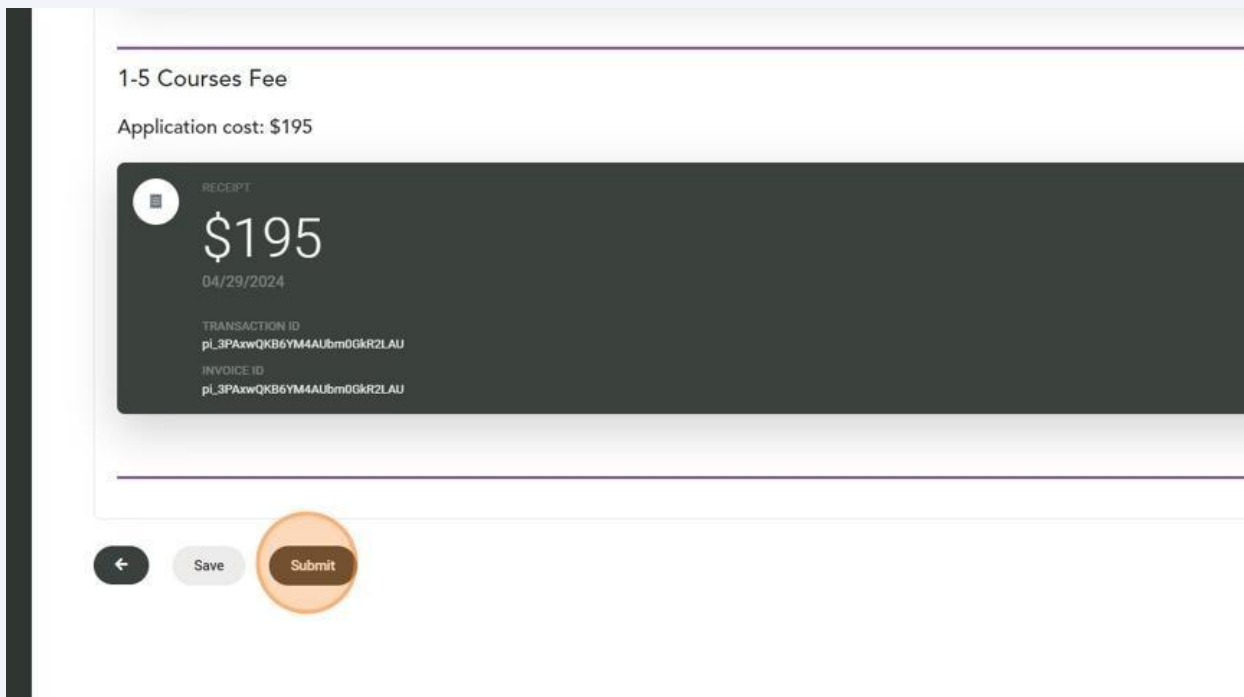 1-5 Courses Fee
Application cost: $195
RECEIPT
$195
04/29/2024
TRANSACTION ID
pi_3PAxwQKB6YM4AUbm0GkR2LAU
INVOICE ID
pi_3PAxwQKB6YM4AUbm0GkR2LAU
Save
Submit